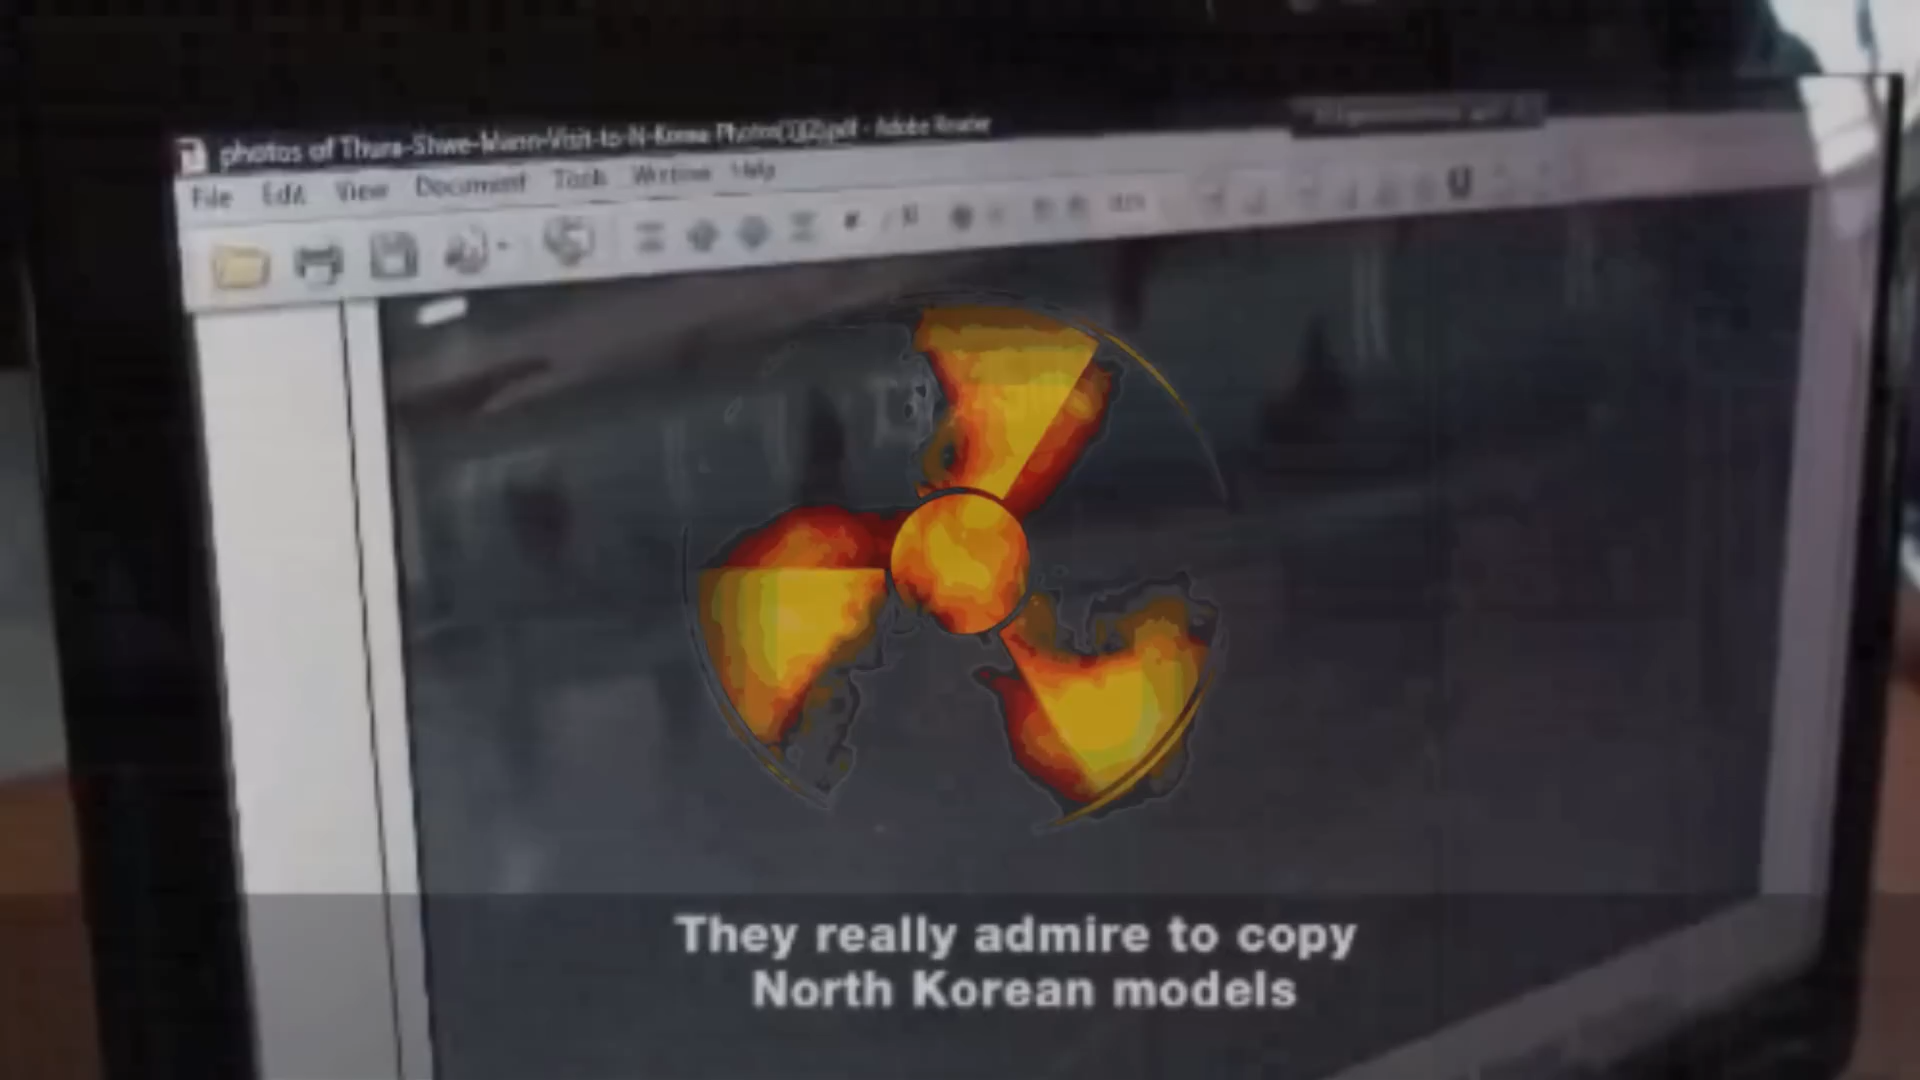 photos of Thura-Shwe-Mann-Visit-to-N-Korea Photos(1)(2).pdf - Adobe Reader
File Edit View Document Tools Window Help
They really admire to copy
North Korean models